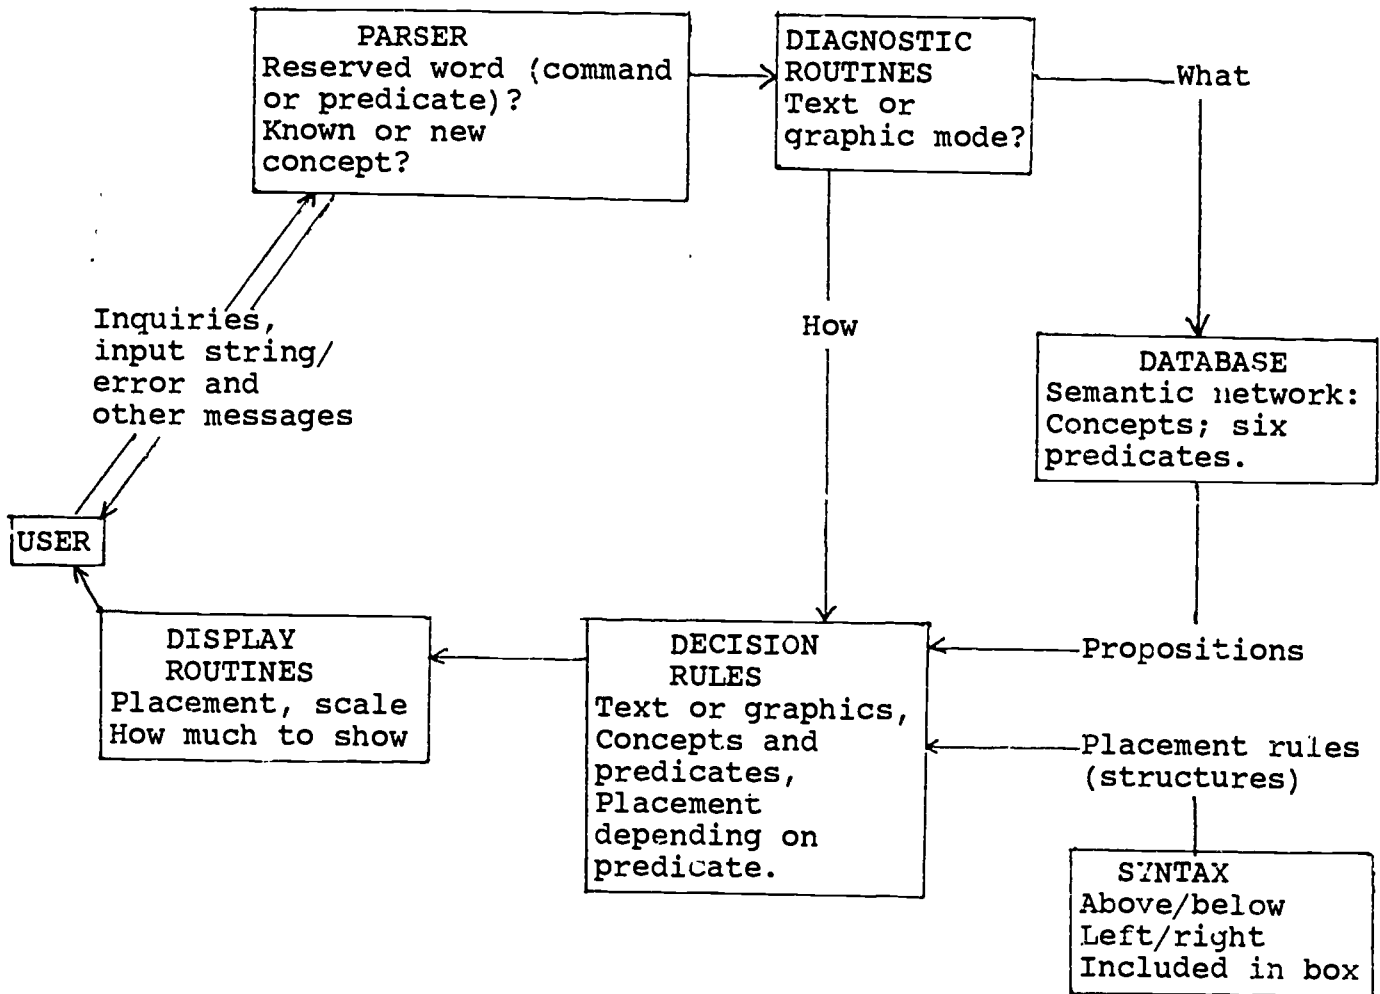 PARSER
Reserved word (command
or predicate)?
Known or new
concept?
DIAGNOSTIC
ROUTINES
Text or
graphic mode?
What
Inquiries,
input string/
error and
other messages
How
DATABASE
Semantic network:
Concepts; six
predicates.
USER
DISPLAY
ROUTINES
Placement, scale
How much to show
DECISION
RULES
Text or graphics,
Concepts and
predicates,
Placement
depending on
predicate.
Propositions
Placement rules
(structures)
SYNTAX
Above/below
Left/right
Included in box